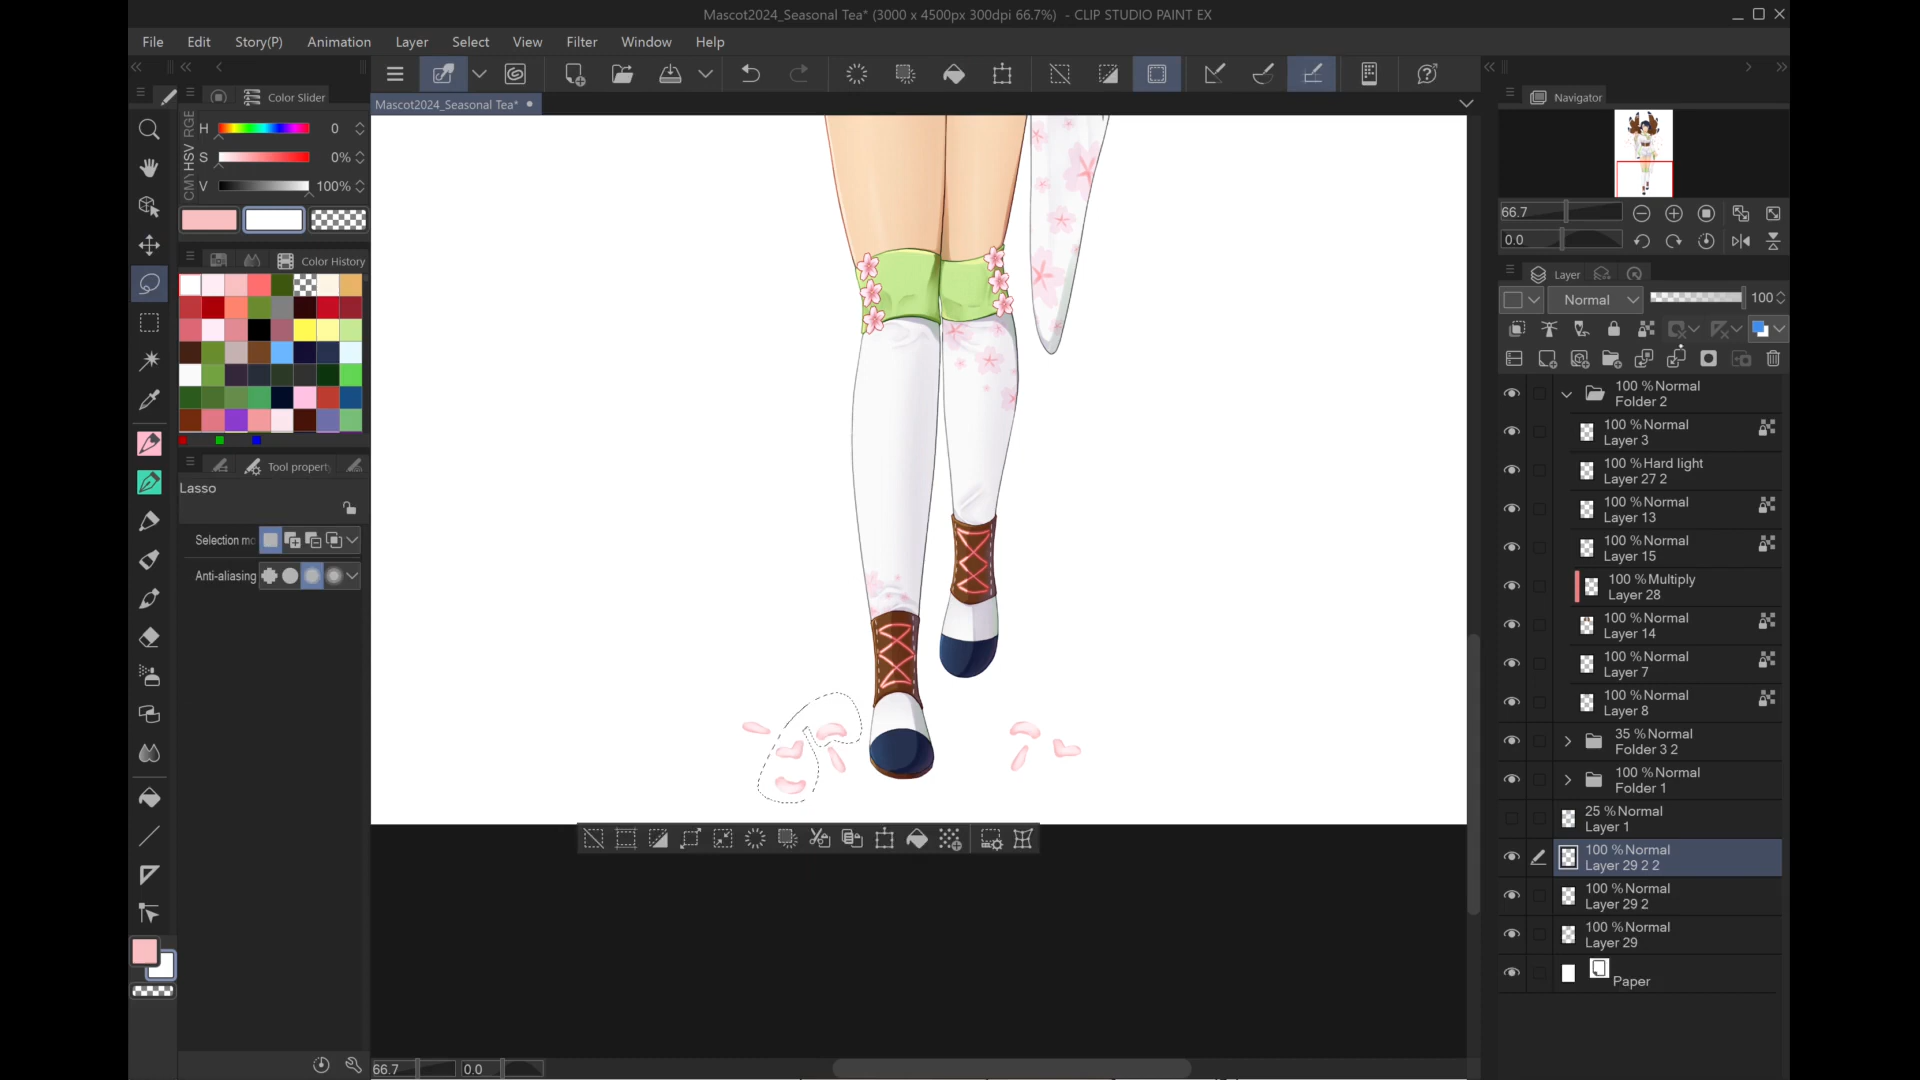 Mascot2024_Seasonal Tea* (3000 x 4500px 300dpi 66.7%) - CLIP STUDIO PAINT EX
File Edit Story(P) Animation Layer Select View Filter Window Help
Color Slider
Mascot2024_Seasonal Tea*
Navigator
H 0
S 0%
V 100%
HSV
66.7
0.0
Color History
Layer
Normal 100
Tool property
Lasso
Selection mo
Anti-aliasing
100 % Normal
Folder 2
100 % Normal
Layer 3
100 % Hard light
Layer 27 2
100 % Normal
Layer 13
100 % Normal
Layer 15
100 % Multiply
Layer 28
100 % Normal
Layer 14
100 % Normal
Layer 7
100 % Normal
Layer 8
35 % Normal
Folder 3 2
100 % Normal
Folder 1
25 % Normal
Layer 1
100 % Normal
Layer 29 2 2
100 % Normal
Layer 29 2
100 % Normal
Layer 29
Paper
66.7 0.0